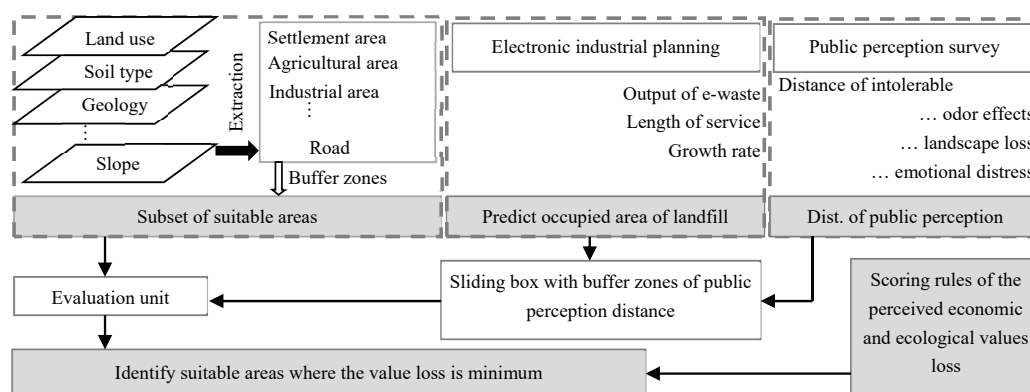 Land use
Soil type
Geology
⋮
Slope
Extraction
Settlement area
Agricultural area
Industrial area
⋮
Road
Buffer zones
Subset of suitable areas
Electronic industrial planning
Output of e-waste
Length of service
Growth rate
Predict occupied area of landfill
Public perception survey
Distance of intolerable
… odor effects
… landscape loss
… emotional distress
Dist. of public perception
Evaluation unit
Sliding box with buffer zones of public
perception distance
Scoring rules of the
perceived economic
and ecological values
loss
Identify suitable areas where the value loss is minimum